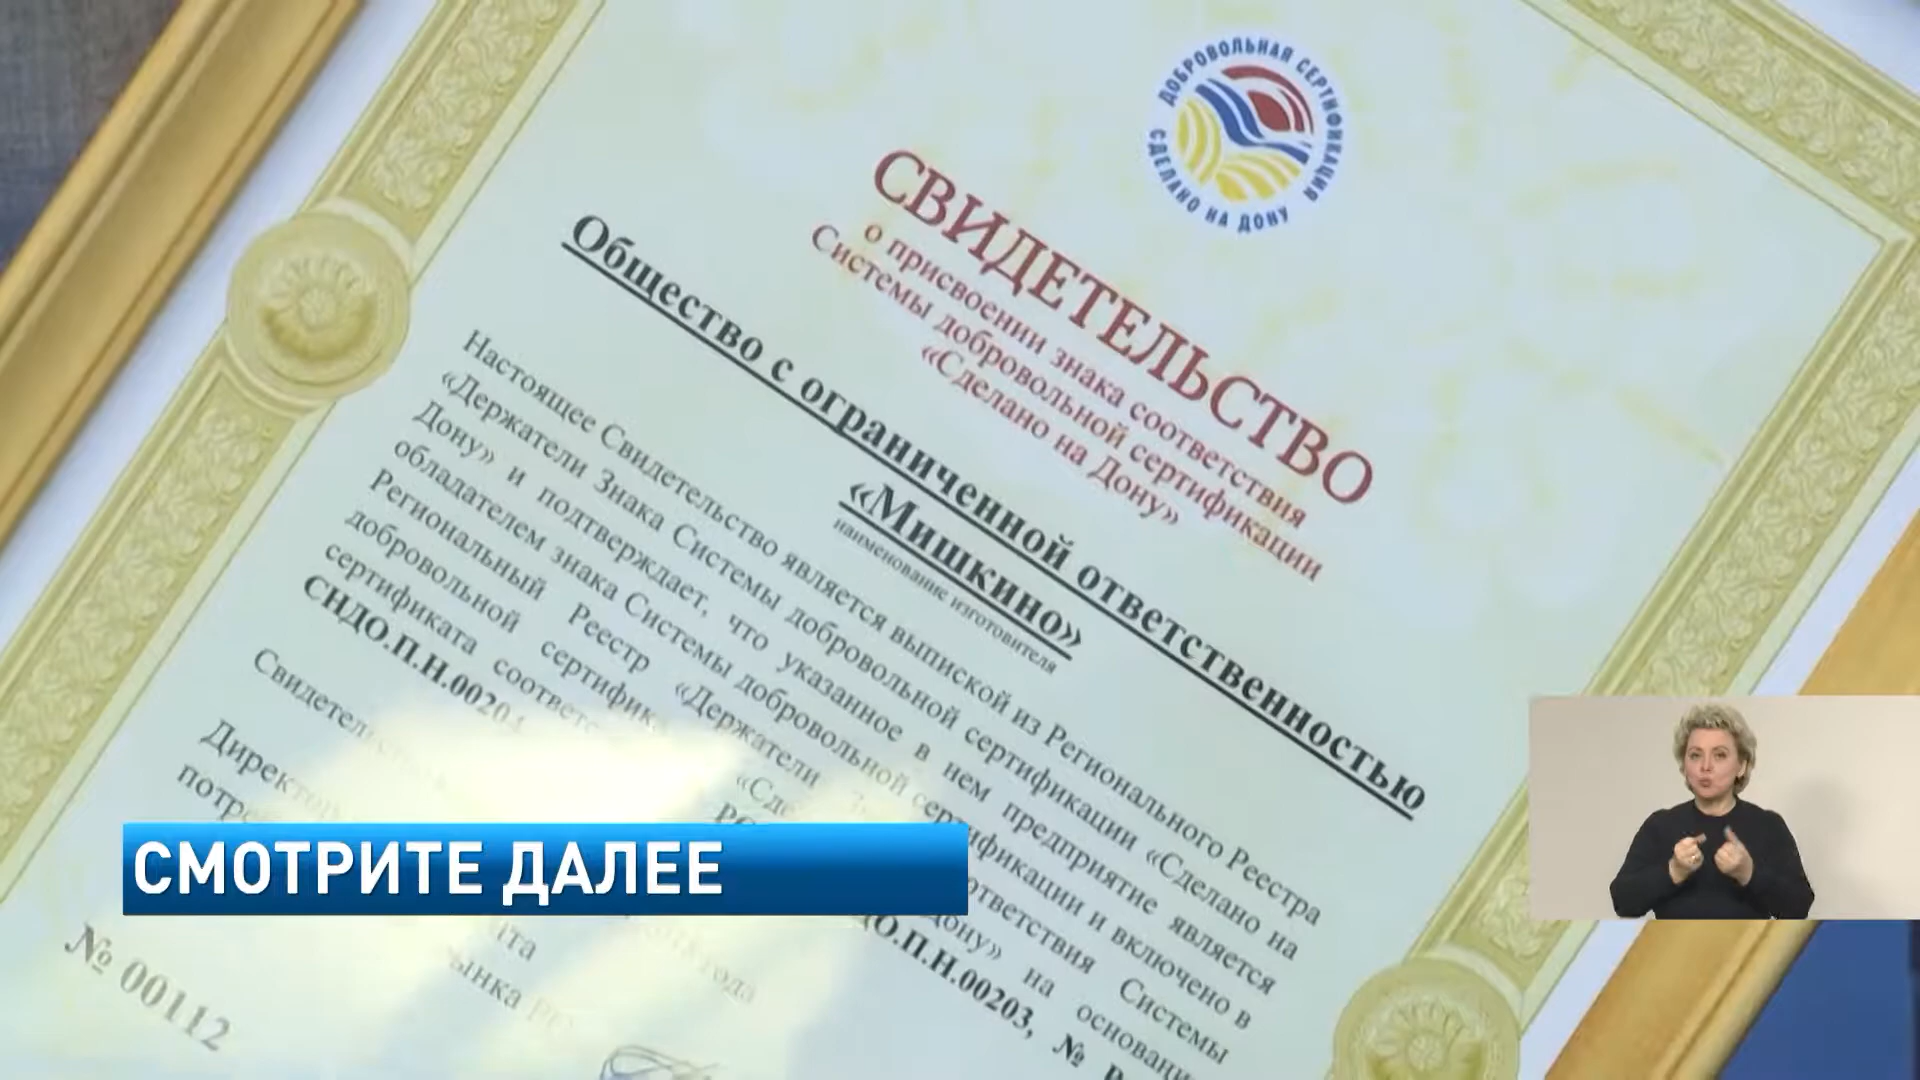 ДОБРОВОЛЬНАЯ СЕРТИФИКАЦИЯ
СДЕЛАНО НА ДОНУ
СВИДЕТЕЛЬСТВО
о присвоении знака соответствия
Системы добровольной сертификации
«Сделано на Дону»
Общество с ограниченной ответственностью
«Мишкино»
наименование изготовителя
Настоящее Свидетельство является выпиской из Регионального Реестра
«Держатели Знака Системы добровольной сертификации «Сделано на
Дону» и подтверждает, что указанное в нем предприятие является
обладателем знака Системы добровольной сертификации и включено в
Региональный Реестр «Держатели соответствия Системы
добровольной Дону» на
сертификата
СНДО.П.Н.00203, №
№ 00112
СМОТРИТЕ ДАЛЕЕ